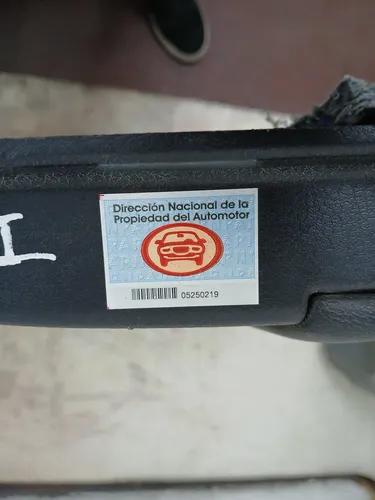 Dirección Nacional de la
Propiedad del Automotor
I
05250219